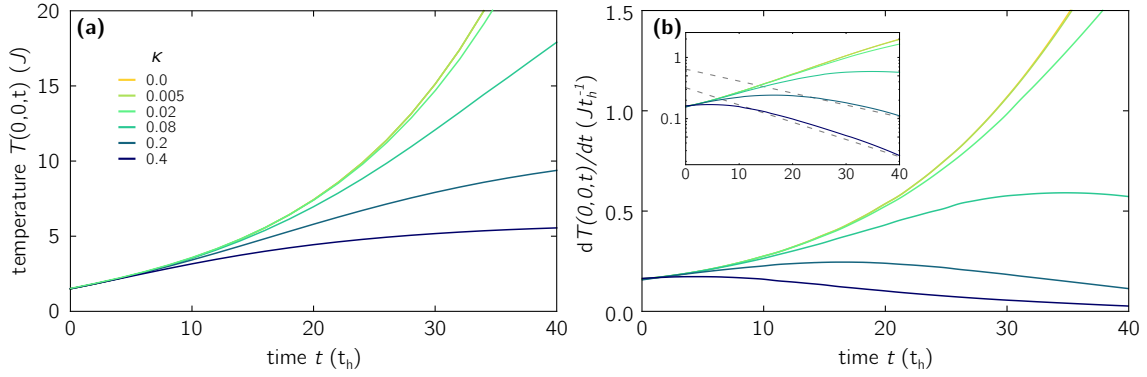 (a)
temperature T(0,0,t) (J)
20
15
10
5
0
κ
0.0
0.005
0.02
0.08
0.2
0.4
0 10 20 30 40
time t (t_h)
(b)
dT(0,0,t)/dt (Jt_h^-1)
1.5
1.0
0.5
0.0
1
0.1
0 10 20 30 40
0 10 20 30 40
time t (t_h)